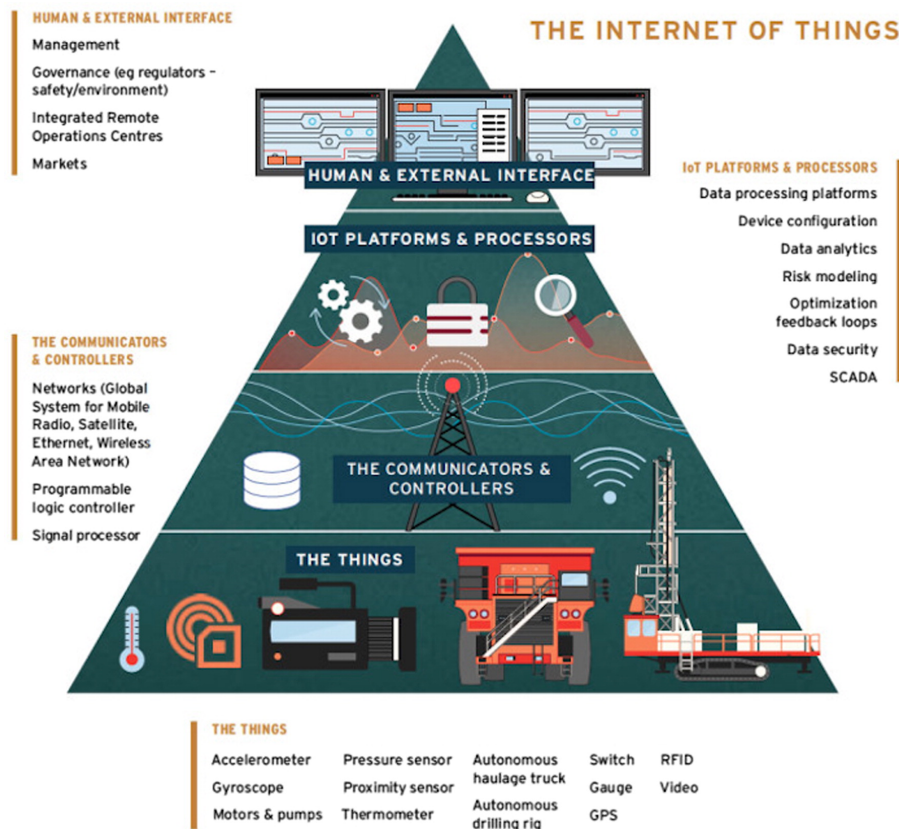 THE INTERNET OF THINGS
HUMAN & EXTERNAL INTERFACE
Management
Governance (eg regulators –
safety/environment)
Integrated Remote
Operations Centres
Markets
HUMAN & EXTERNAL INTERFACE
IOT PLATFORMS & PROCESSORS
IoT PLATFORMS & PROCESSORS
Data processing platforms
Device configuration
Data analytics
Risk modeling
Optimization
feedback loops
Data security
SCADA
THE COMMUNICATORS
& CONTROLLERS
Networks (Global
System for Mobile
Radio, Satellite,
Ethernet, Wireless
Area Network)
Programmable
logic controller
Signal processor
THE COMMUNICATORS &
CONTROLLERS
THE THINGS
THE THINGS
Accelerometer
Gyroscope
Motors & pumps
Pressure sensor
Proximity sensor
Thermometer
Autonomous
haulage truck
Autonomous
drilling rig
Switch
Gauge
GPS
RFID
Video